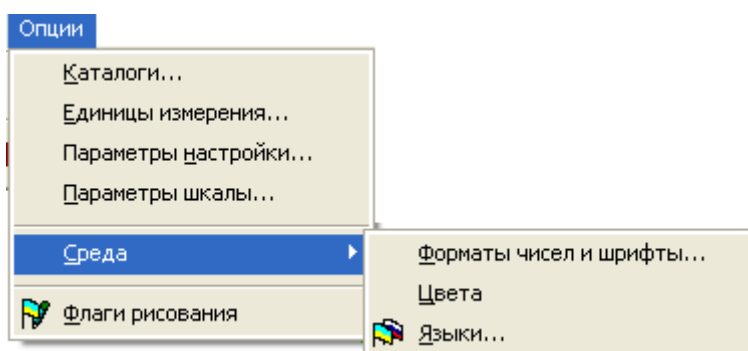 Опции
Каталоги...
Единицы измерения...
Параметры настройки...
Параметры шкалы...
Среда
Форматы чисел и шрифты...
Цвета
Флаги рисования
Языки...